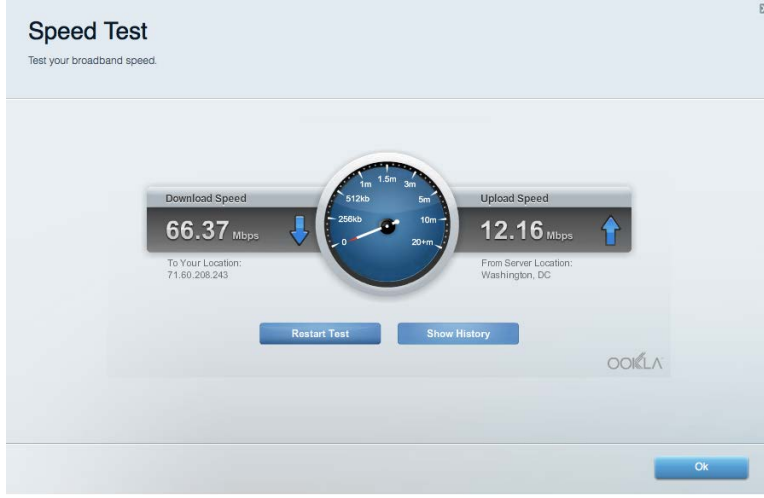 Speed Test
Test your broadband speed.
Download Speed
66.37 Mbps
To Your Location:
71.60.208.243
0
256kb
512kb
1m
1.5m
3m
5m
10m
20+m
Upload Speed
12.16 Mbps
From Server Location:
Washington, DC
Restart Test
Show History
OOKLA
Ok